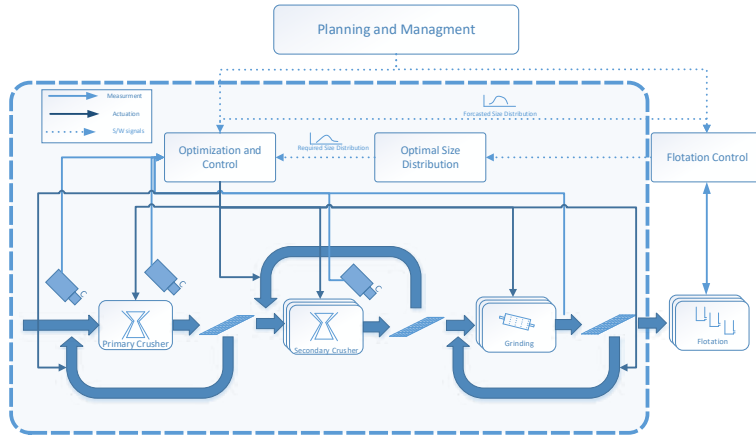 Planning and Managment
Measurment
Actuation
S/W signals
Forcasted Size Distribution
Required Size Distribution
Optimization and
Control
Optimal Size
Distribution
Flotation Control
Primary Crusher
Secondary Crusher
Grinding
Flotation